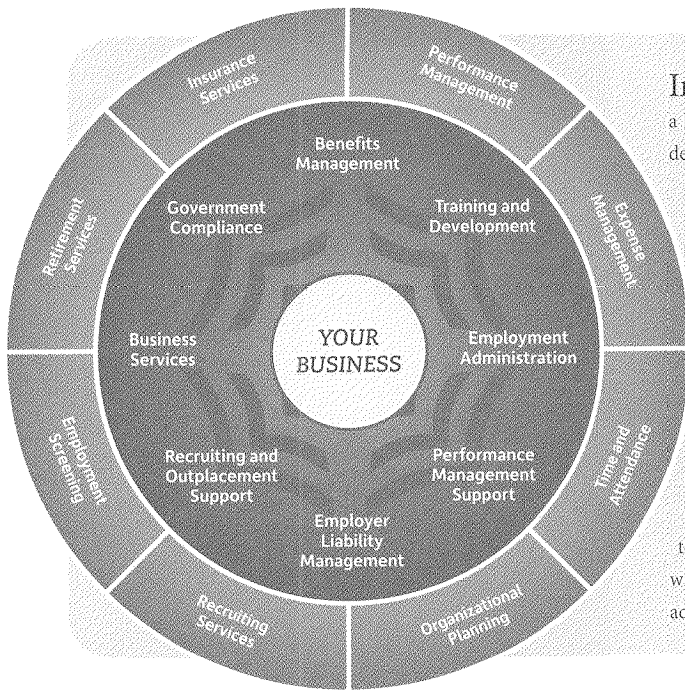 Insurance
Services
Performance
Management
Expense
Management
Time and
Attendance
Organizational
Planning
Recruiting
Services
Employment
Screening
Retirement
Services
Benefits
Management
Training and
Development
Employment
Administration
Performance
Management
Support
Employer
Liability
Management
Recruiting and
Outplacement
Support
Business
Services
Government
Compliance
YOUR
BUSINESS
a